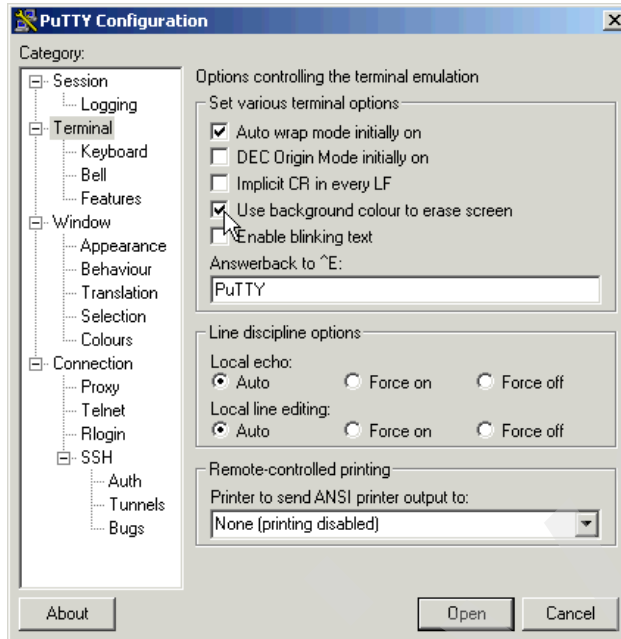 PuTTY Configuration
Category:
Session
Logging
Terminal
Keyboard
Bell
Features
Window
Appearance
Behaviour
Translation
Selection
Colours
Connection
Proxy
Telnet
Rlogin
SSH
Auth
Tunnels
Bugs
Options controlling the terminal emulation
Set various terminal options
Auto wrap mode initially on
DEC Origin Mode initially on
Implicit CR in every LF
Use background colour to erase screen
Enable blinking text
Answerback to ^E:
PuTTY
Line discipline options
Local echo:
Auto Force on Force off
Local line editing:
Auto Force on Force off
Remote-controlled printing
Printer to send ANSI printer output to:
None (printing disabled)
About Open Cancel